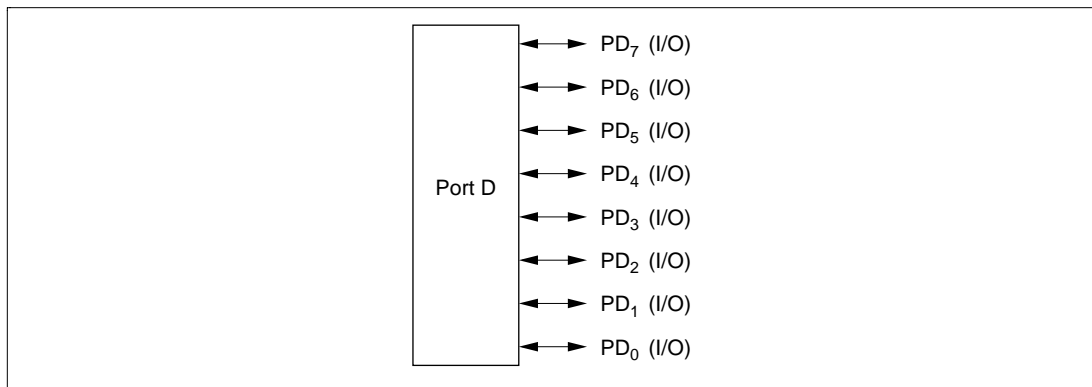 PD₇ (I/O)
PD₆ (I/O)
PD₅ (I/O)
PD₄ (I/O)
Port D
PD₃ (I/O)
PD₂ (I/O)
PD₁ (I/O)
PD₀ (I/O)